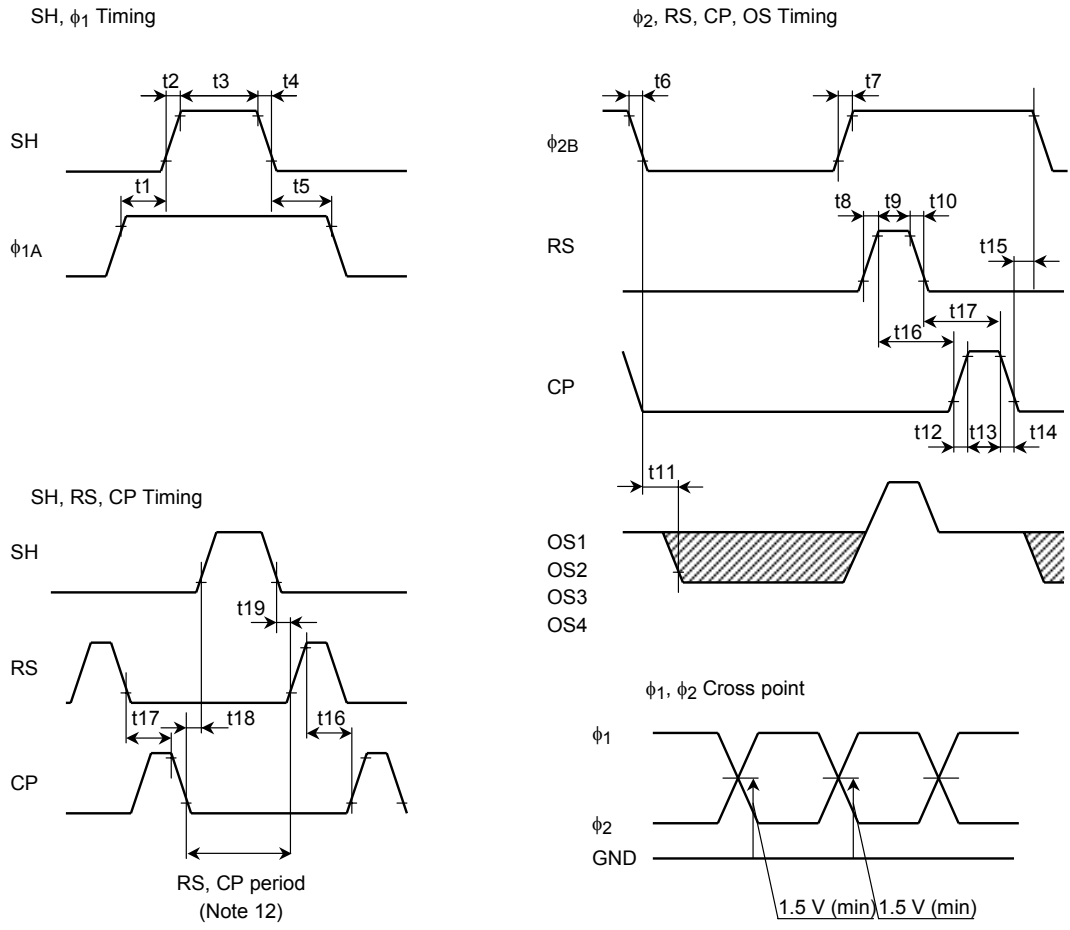 SH, ϕ1 Timing
t2 t3 t4
SH
t1 t5
ϕ1A
ϕ2, RS, CP, OS Timing
t6 t7
ϕ2B
t8 t9 t10
RS
t15
t17
t16
CP
t12 t13 t14
t11
OS1
OS2
OS3
OS4
SH, RS, CP Timing
SH
t19
RS
t17 t18 t16
CP
RS, CP period
(Note 12)
ϕ1, ϕ2 Cross point
ϕ1
ϕ2
GND
1.5 V (min) 1.5 V (min)